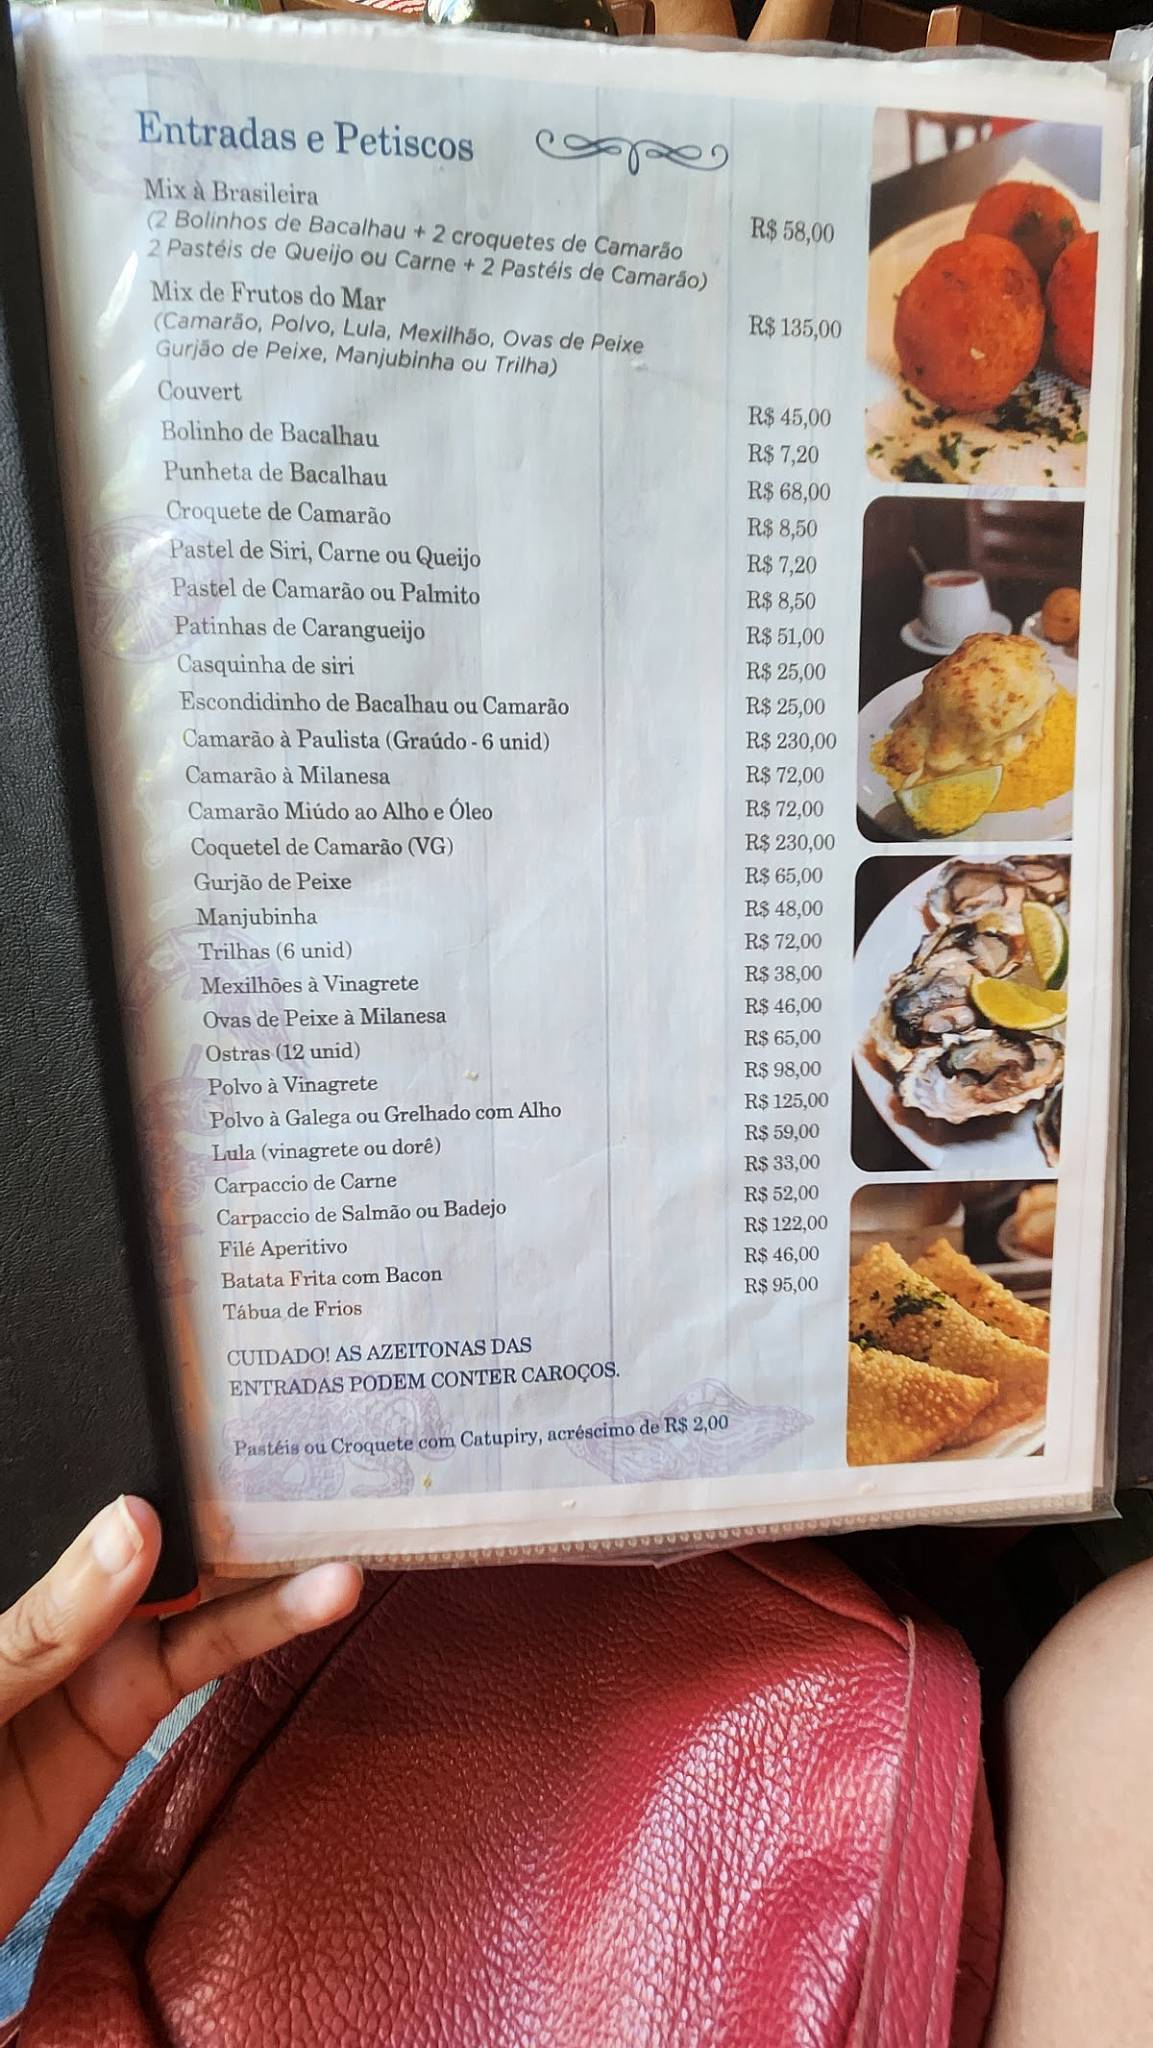 Entradas e Petiscos
Mix à Brasileira
(2 Bolinhos de Bacalhau + 2 croquetes de Camarão R$ 58,00
2 Pastéis de Queijo ou Carne + 2 Pastéis de Camarão)
Mix de Frutos do Mar
(Camarão, Polvo, Lula, Mexilhão, Ovas de Peixe R$ 135,00
Gurjão de Peixe, Manjubinha ou Trilha)
Couvert R$ 45,00
Bolinho de Bacalhau R$ 7,20
Punheta de Bacalhau R$ 68,00
Croquete de Camarão R$ 8,50
Pastel de Siri, Carne ou Queijo R$ 7,20
Pastel de Camarão ou Palmito R$ 8,50
Patinhas de Carangueijo R$ 51,00
Casquinha de siri R$ 25,00
Escondidinho de Bacalhau ou Camarão R$ 25,00
Camarão à Paulista (Graúdo - 6 unid) R$ 230,00
Camarão à Milanesa R$ 72,00
Camarão Miúdo ao Alho e Óleo R$ 72,00
Coquetel de Camarão (VG) R$ 230,00
Gurjão de Peixe R$ 65,00
Manjubinha R$ 48,00
Trilhas (6 unid) R$ 72,00
Mexilhões à Vinagrete R$ 38,00
Ovas de Peixe à Milanesa R$ 46,00
Ostras (12 unid) R$ 65,00
Polvo à Vinagrete R$ 98,00
Polvo à Galega ou Grelhado com Alho R$ 125,00
Lula (vinagrete ou dorê) R$ 59,00
Carpaccio de Carne R$ 33,00
Carpaccio de Salmão ou Badejo R$ 52,00
Filé Aperitivo R$ 122,00
Batata Frita com Bacon R$ 46,00
Tábua de Frios R$ 95,00
CUIDADO! AS AZEITONAS DAS
ENTRADAS PODEM CONTER CAROÇOS.
Pastéis ou Croquete com Catupiry, acréscimo de R$ 2,00